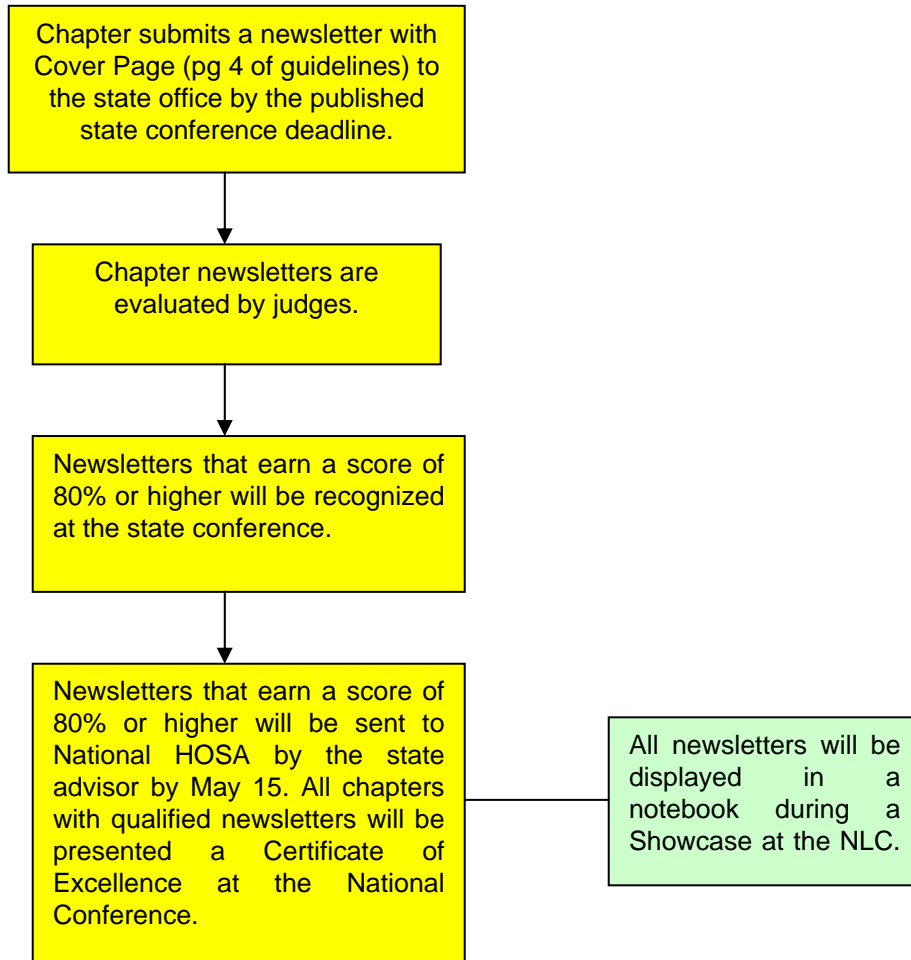 Chapter submits a newsletter with
Cover Page (pg 4 of guidelines) to
the state office by the published
state conference deadline.
Chapter newsletters are
evaluated by judges.
Newsletters that earn a score of
80% or higher will be recognized
at the state conference.
Newsletters that earn a score of
80% or higher will be sent to
National HOSA by the state
advisor by May 15. All chapters
with qualified newsletters will be
presented a Certificate of
Excellence at the National
Conference.
All newsletters will be
displayed in a
notebook during a
Showcase at the NLC.